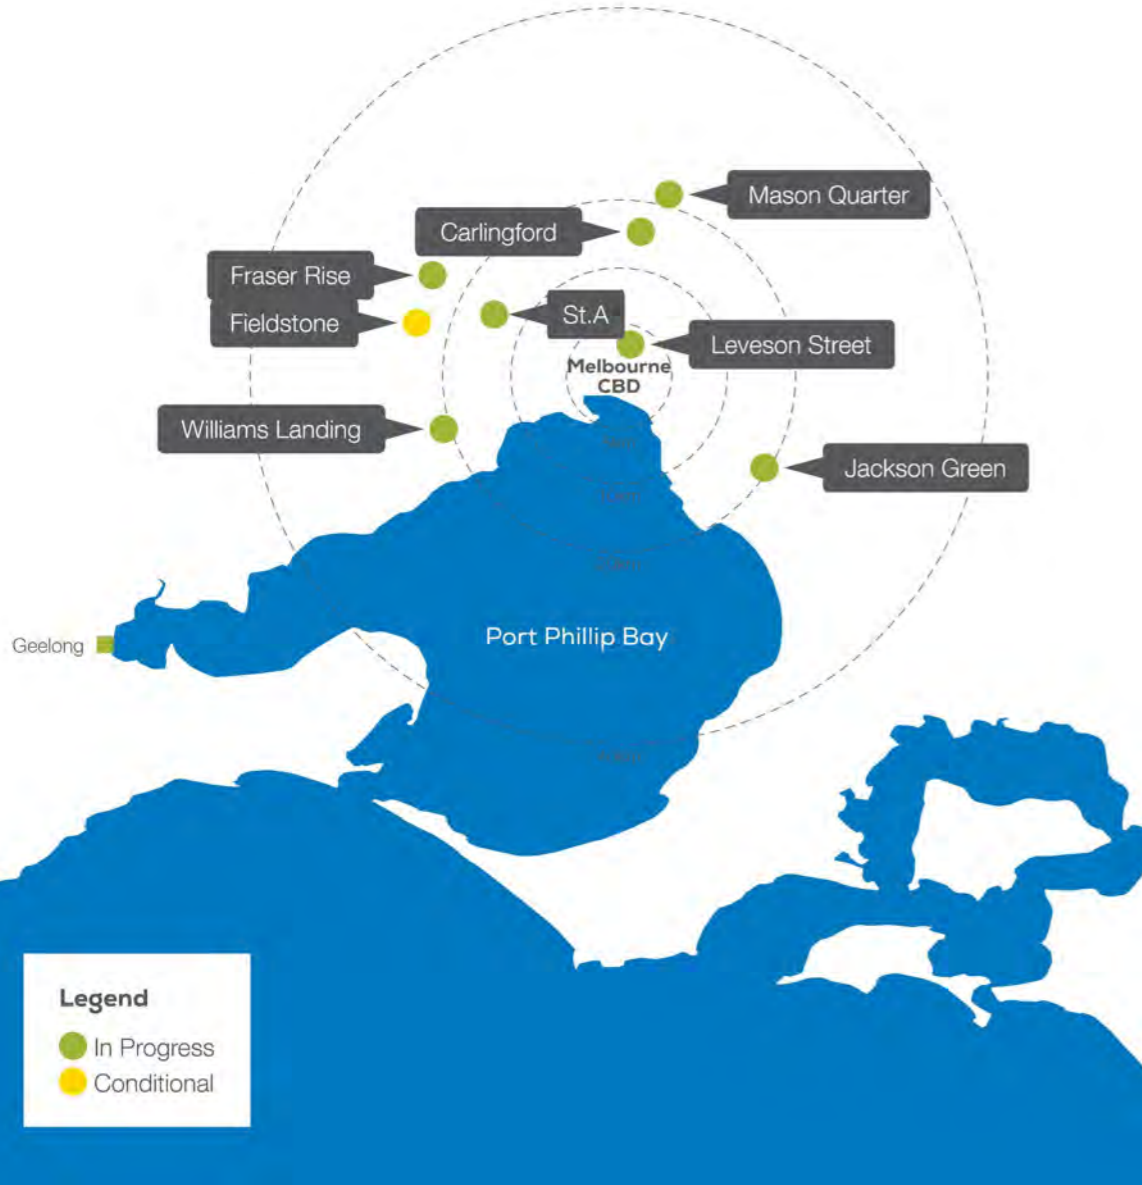 Mason Quarter
Carlingford
Fraser Rise
Fieldstone
St.A
Leveson Street
Melbourne
CBD
Williams Landing
Jackson Green
Port Phillip Bay
Geelong
Legend
In Progress
Conditional